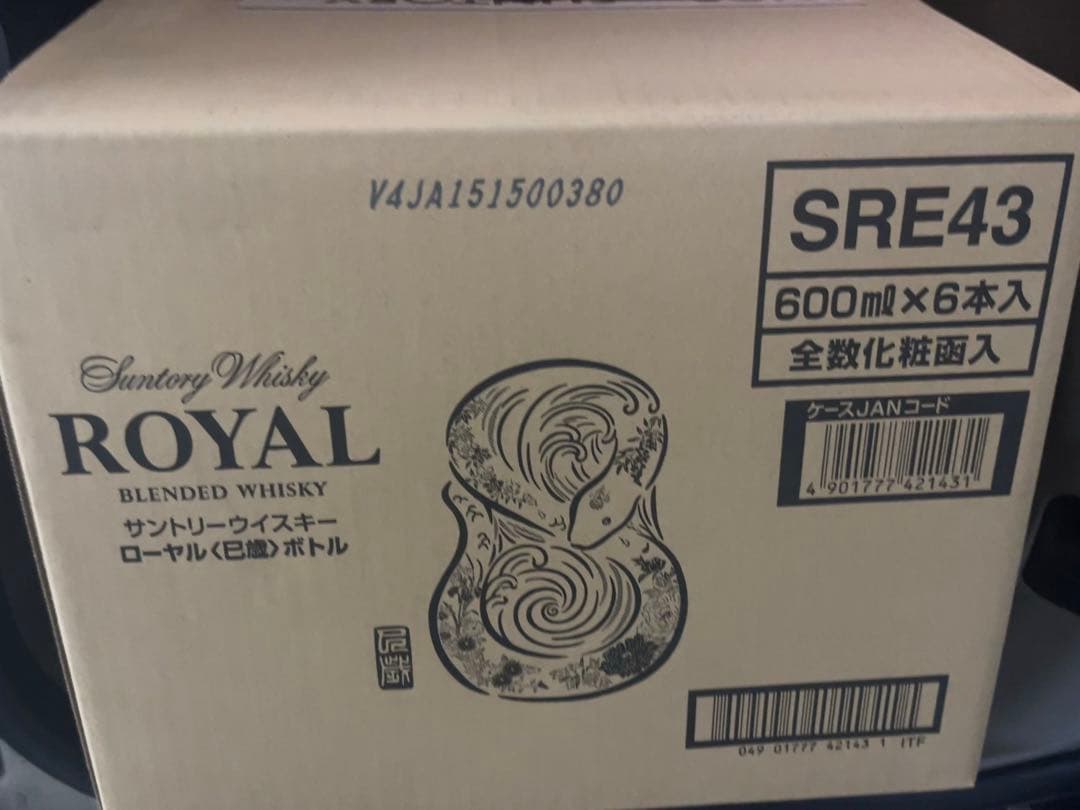 V4JA151500380
SRE43
600mℓ×6本入
全数化粧函入
ケースJANコード
4 901777 421431
Suntory Whisky
ROYAL
BLENDED WHISKY
サントリーウイスキー
ローヤル〈巳歳〉ボトル
巳歳
049 01777 42143 1 ITF